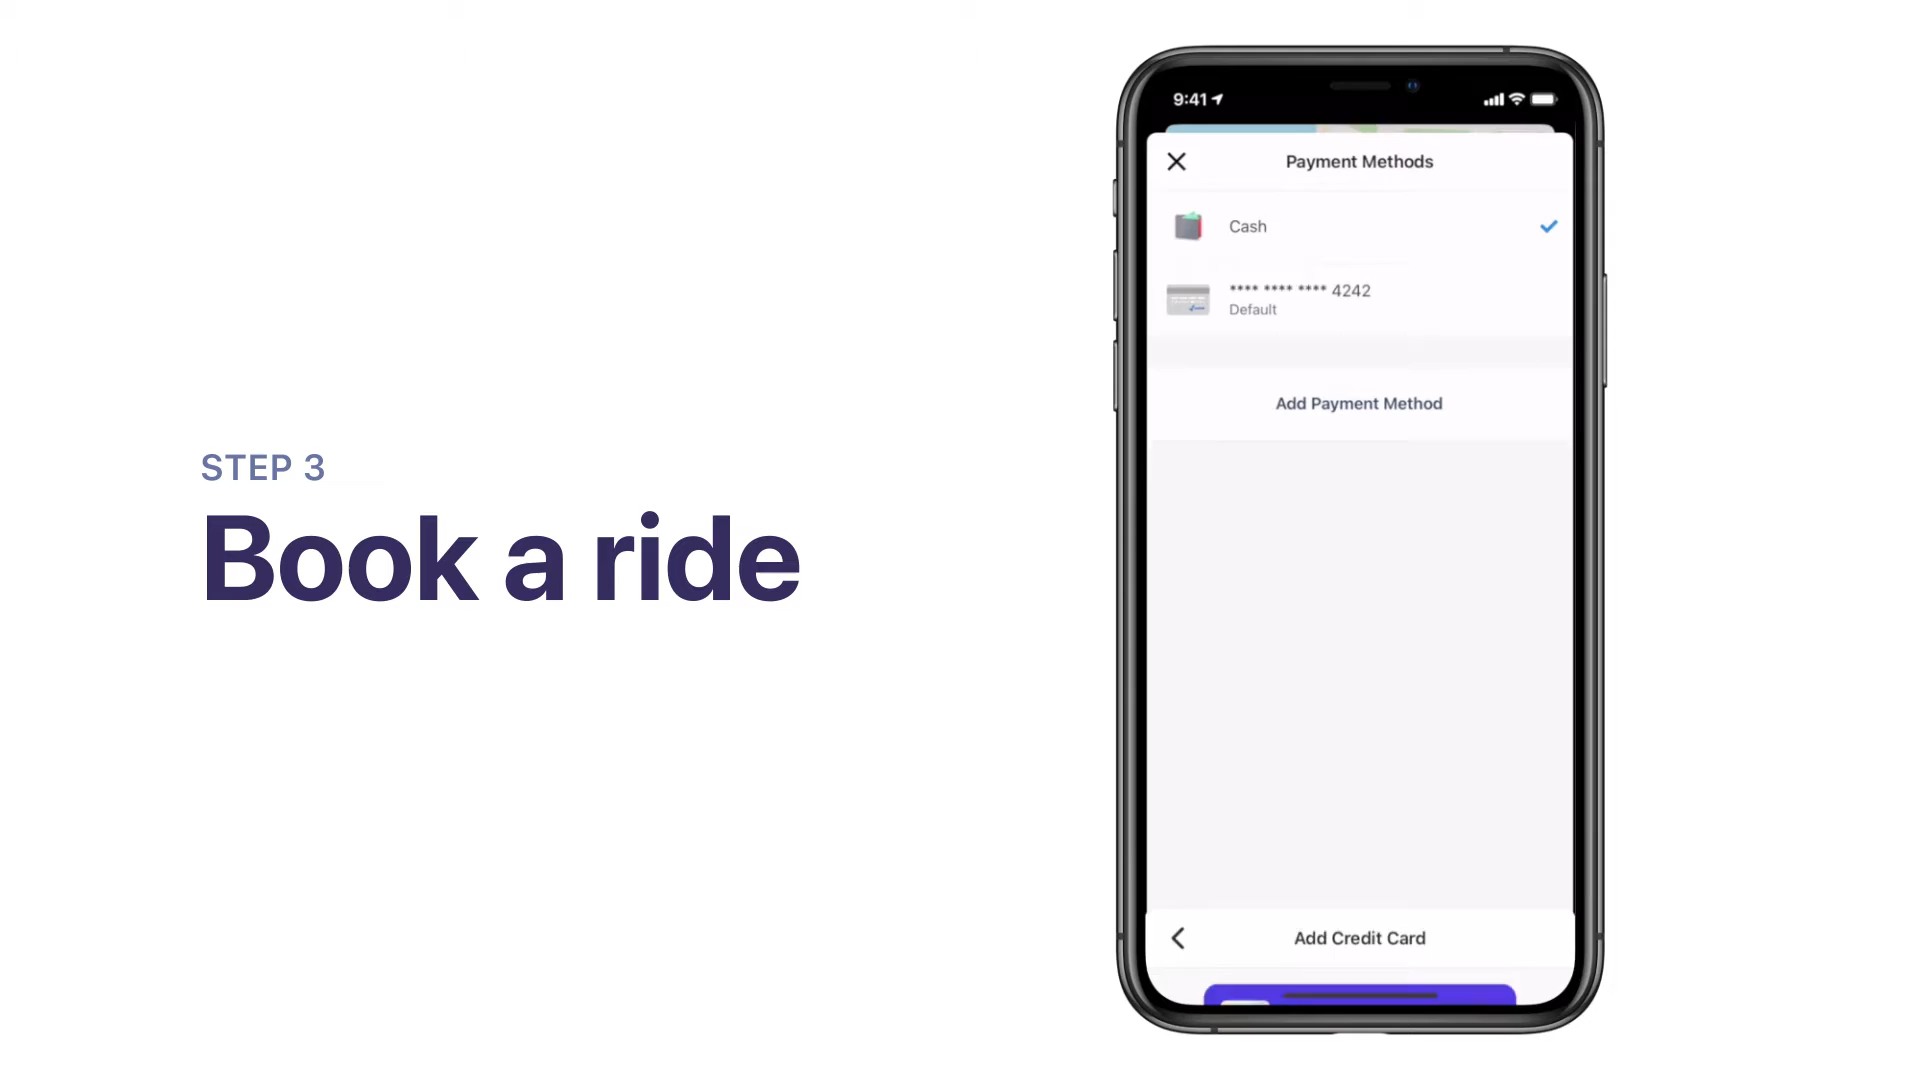 STEP 3
Book a ride
9:41
Payment Methods
Cash
**** **** **** 4242
Default
Add Payment Method
Add Credit Card